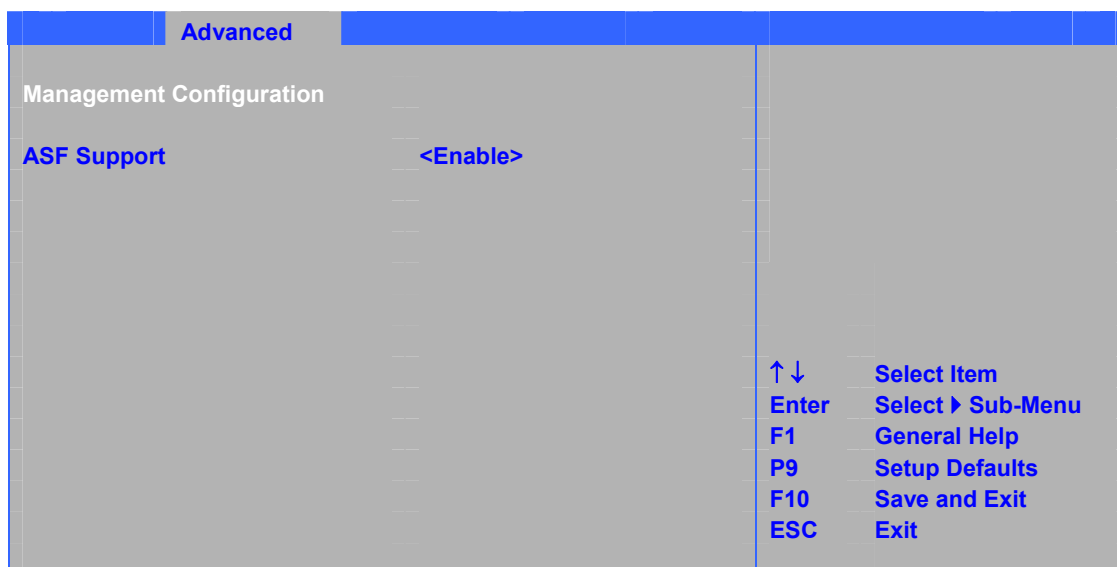 Advanced
Management Configuration
ASF Support <Enable>
↑↓ Select Item
Enter Select ▶ Sub-Menu
F1 General Help
P9 Setup Defaults
F10 Save and Exit
ESC Exit